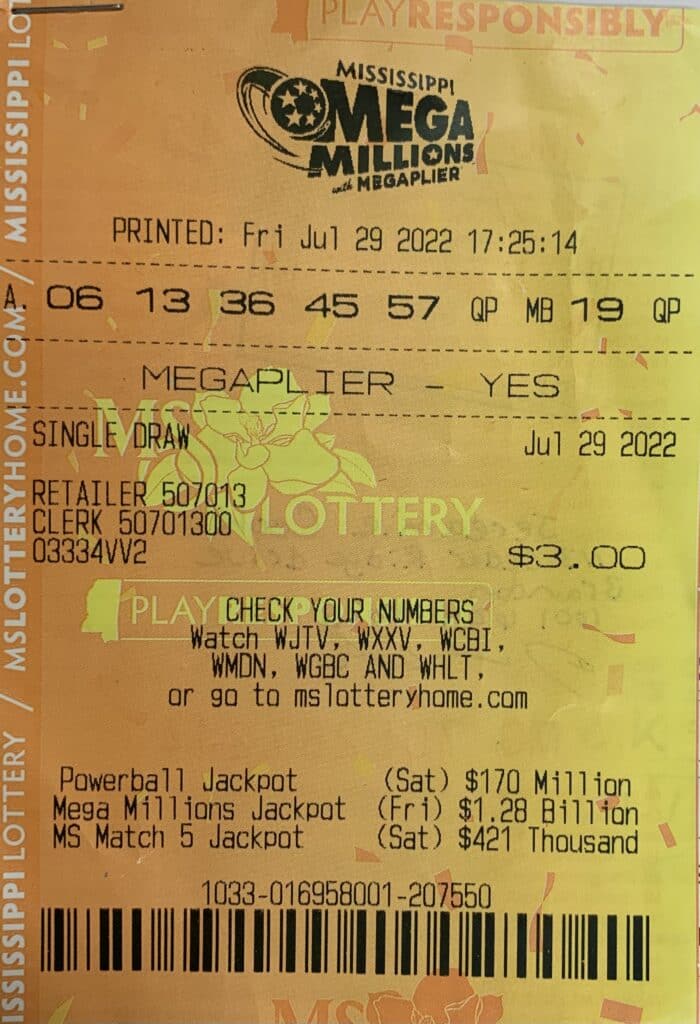 PLAYRESPONSIBLY
MISSISSIPPI
MEGA
MILLIONS
with MEGAPLIER
PRINTED: Fri Jul 29 2022 17:25:14
A. 06 13 36 45 57 QP MB 19 QP
MEGAPLIER - YES
MS
SINGLE DRAW Jul 29 2022
RETAILER 507013
CLERK 50701300
LOTTERY
03334VV2 $3.00
PLAY
CHECK YOUR NUMBERS
Watch WJTV, WXXV, WCBI,
WMDN, WGBC AND WHLT,
or go to mslotteryhome.com
Powerball Jackpot (Sat) $170 Million
Mega Millions Jackpot (Fri) $1.28 Billion
MS Match 5 Jackpot (Sat) $421 Thousand
1033-016958001-207550
MS
MISSISSIPPI LOTTERY / MSLOTTERYHOME.COM / MISSISSIPPI